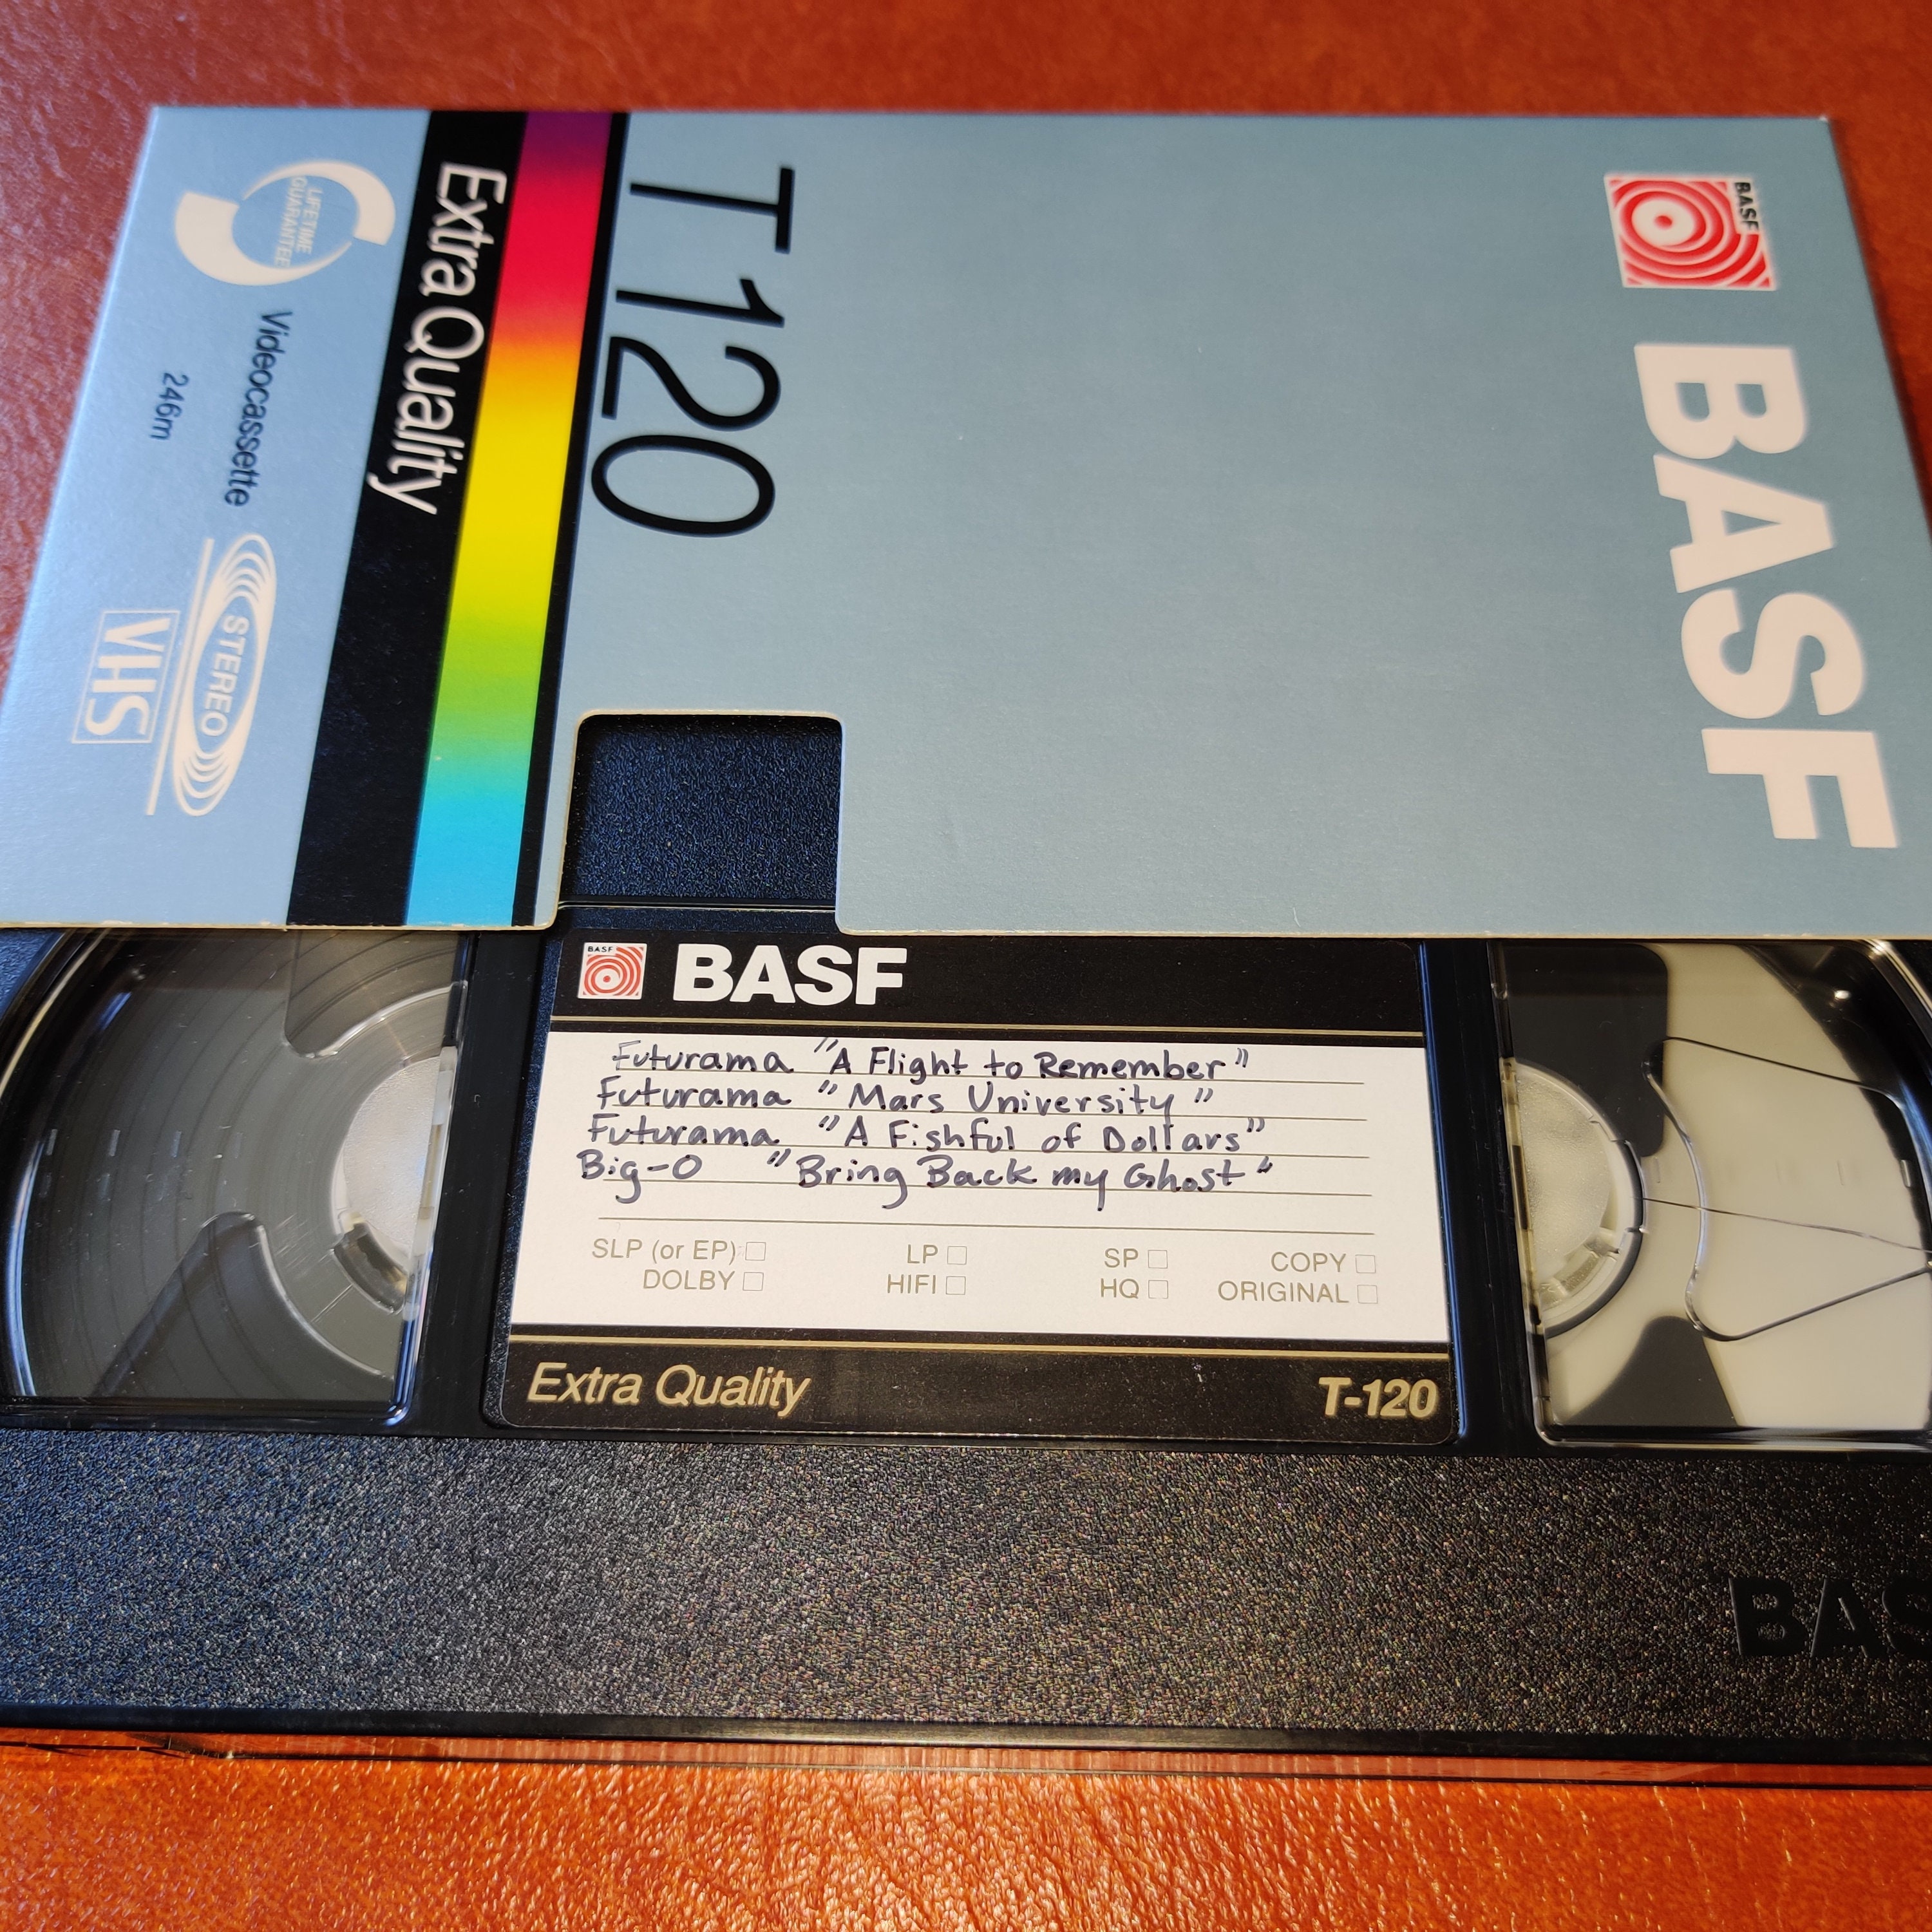 BASF
BASF
T 120
Extra Quality
LIFETIME
GUARANTEE
Videocassette
246m
STEREO
VHS
BASF
BASF
Futurama "A Flight to Remember"
Futurama "Mars University"
Futurama "A Fishful of Dollars"
Big-O "Bring Back my Ghost"
SLP (or EP) LP SP COPY
DOLBY HIFI HQ ORIGINAL
Extra Quality T-120